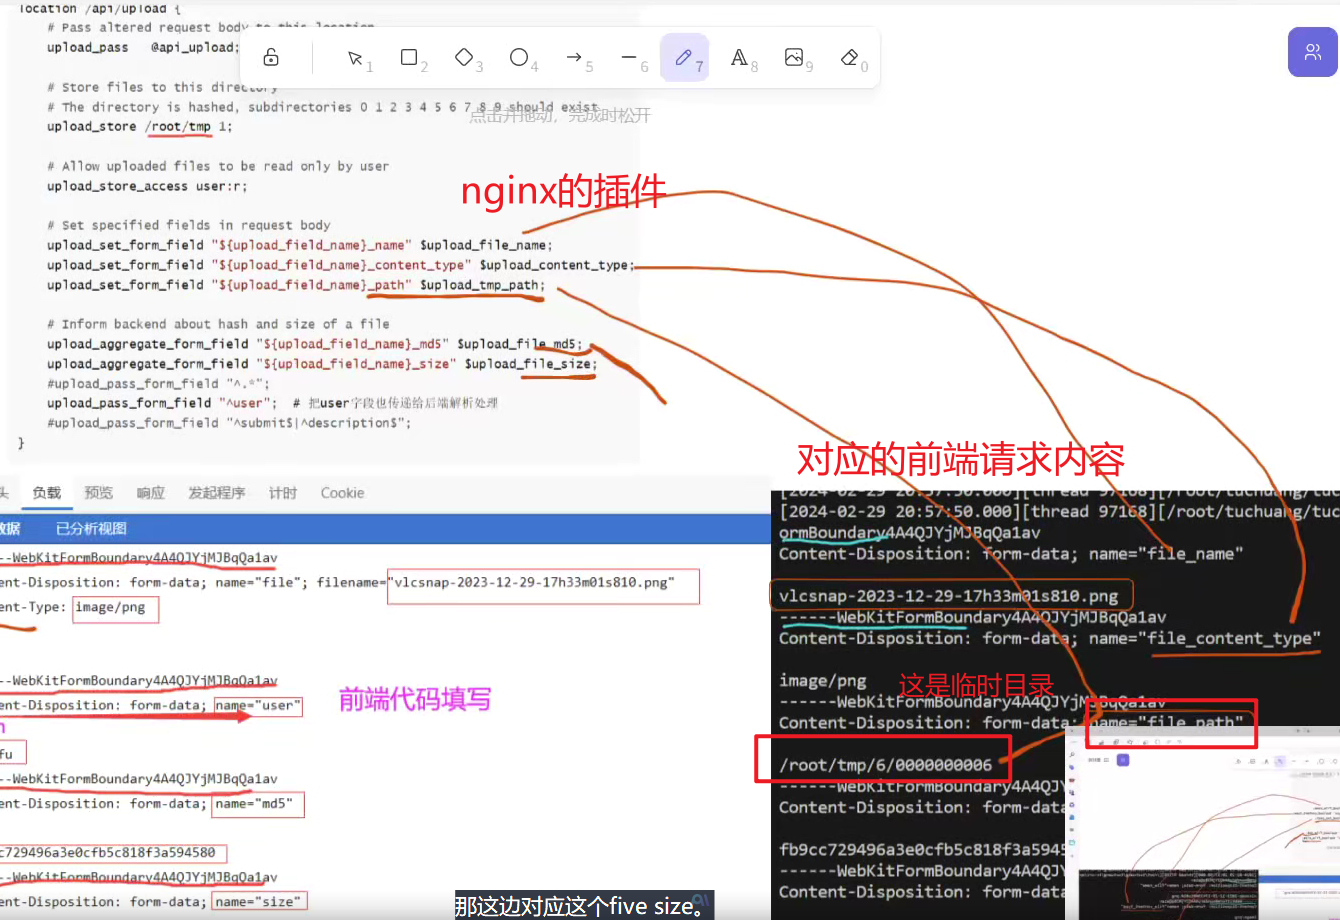 location /api/upload {
# Pass altered request body to this location
upload_pass @api_upload;
1
2
3
4
5
6
7
8
9
0
点击并拖动，完成时松开
# Store files to this directory
# The directory is hashed, subdirectories 0 1 2 3 4 5 6 7 8 9 should exist
upload_store /root/tmp 1;
# Allow uploaded files to be read only by user
upload_store_access user:r;
nginx的插件
# Set specified fields in request body
upload_set_form_field "${upload_field_name}_name" $upload_file_name;
upload_set_form_field "${upload_field_name}_content_type" $upload_content_type;
upload_set_form_field "${upload_field_name}_path" $upload_tmp_path;
# Inform backend about hash and size of a file
upload_aggregate_form_field "${upload_field_name}_md5" $upload_file_md5;
upload_aggregate_form_field "${upload_field_name}_size" $upload_file_size;
#upload_pass_form_field "^.*";
upload_pass_form_field "^user"; # 把user字段也传递给后端解析处理
#upload_pass_form_field "^submit$|^description$";
}
对应的前端请求内容
头 负载 预览 响应 发起程序 计时 Cookie
数据 已分析视图
--WebKitFormBoundary4A4QJYjMJBqQa1av
ent-Disposition: form-data; name="file"; filename="vlcsnap-2023-12-29-17h33m01s810.png"
ent-Type: image/png
--WebKitFormBoundary4A4QJYjMJBqQa1av
ent-Disposition: form-data; name="user"
前端代码填写
fu
--WebKitFormBoundary4A4QJYjMJBqQa1av
ent-Disposition: form-data; name="md5"
c729496a3e0cfb5c818f3a594580
--WebKitFormBoundary4A4QJYjMJBqQa1av
ent-Disposition: form-data; name="size"
[2024-02-29 20:57:50.000][thread 97168][/root/tuchuang/tuc
[2024-02-29 20:57:50.000][thread 97168][/root/tuchuang/tuc
ormBoundary4A4QJYjMJBqQa1av
Content-Disposition: form-data; name="file_name"
vlcsnap-2023-12-29-17h33m01s810.png
------WebKitFormBoundary4A4QJYjMJBqQa1av
Content-Disposition: form-data; name="file_content_type"
image/png
这是临时目录
------WebKitFormBoundary4A4QJYjMJBqQa1av
Content-Disposition: form-data; name="file_path"
/root/tmp/6/0000000006
------WebKitFormBoundary4A4QJY
Content-Disposition: form-data
fb9cc729496a3e0cfb5c818f3a594
------WebKitFormBoundary4A4QJY
Content-Disposition: form-data
那这边对应这个five size。